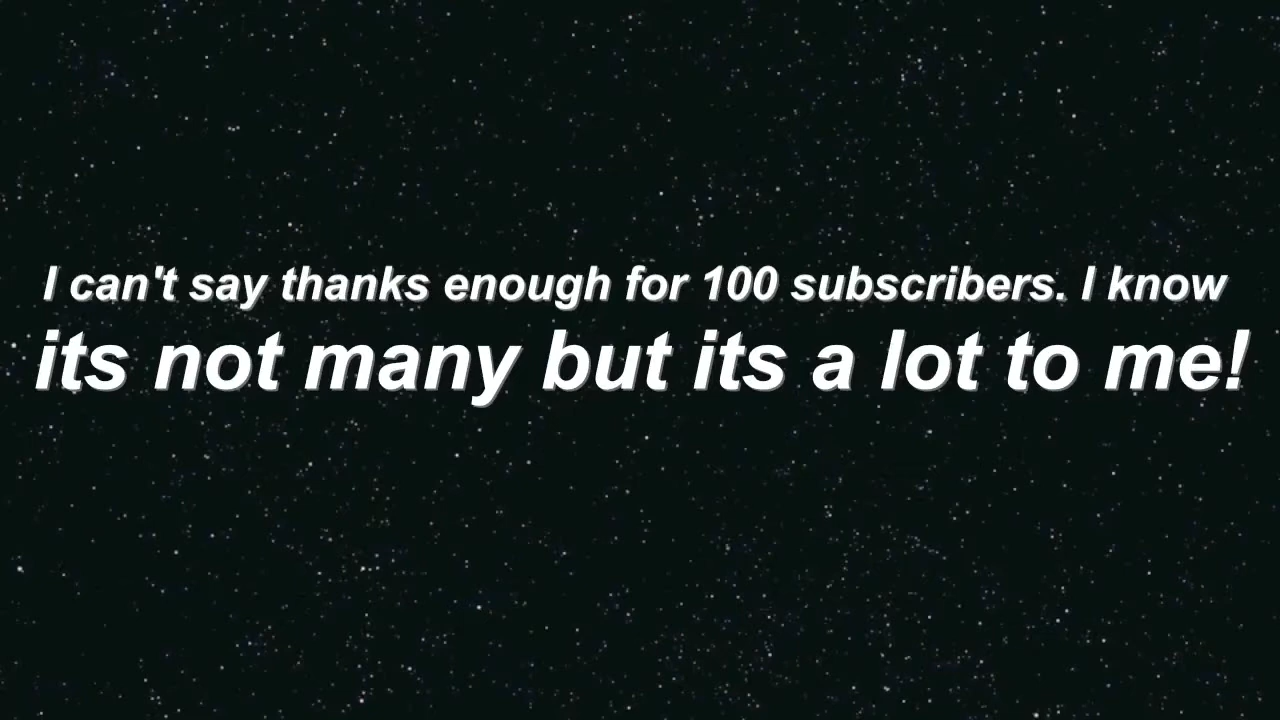 I can't say thanks enough for 100 subscribers. I know
its not many but its a lot to me!